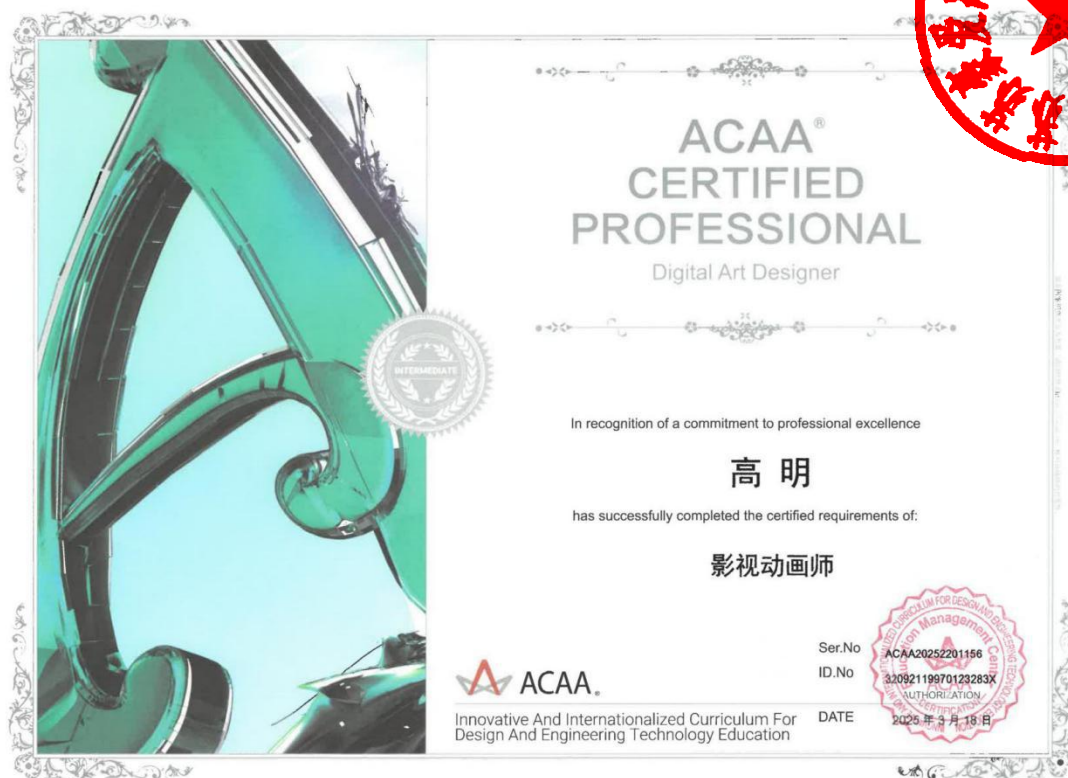 ACAA®
CERTIFIED
PROFESSIONAL
Digital Art Designer
INTERMEDIATE
In recognition of a commitment to professional excellence
高 明
has successfully completed the certified requirements of:
影视动画师
Ser.No ACAA20252201156
ID.No 32092119970123283X
AUTHORIZATION
DATE 2025 年 3 月 18 日
ACAA
Innovative And Internationalized Curriculum For
Design And Engineering Technology Education